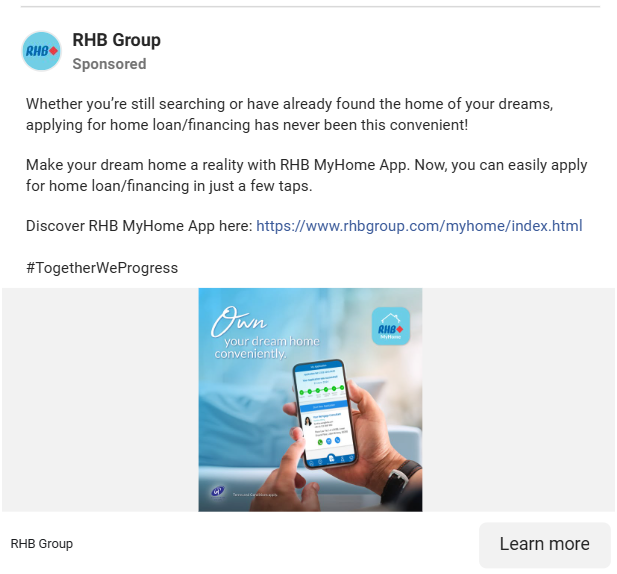 RHB
RHB Group
Sponsored
Whether you're still searching or have already found the home of your dreams,
applying for home loan/financing has never been this convenient!
Make your dream home a reality with RHB MyHome App. Now, you can easily apply
for home loan/financing in just a few taps.
Discover RHB MyHome App here: https://www.rhbgroup.com/myhome/index.html
#TogetherWeProgress
Own
your dream home
conveniently.
RHB
MyHome
RHB Group
Learn more